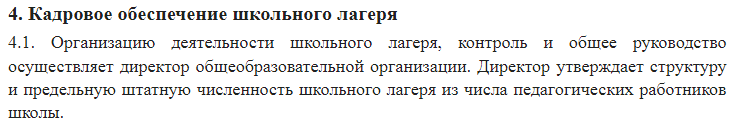 4. Кадровое обеспечение школьного лагеря
4.1. Организацию деятельности школьного лагеря, контроль и общее руководство
осуществляет директор общеобразовательной организации. Директор утверждает структуру
и предельную штатную численность школьного лагеря из числа педагогических работников
школы.